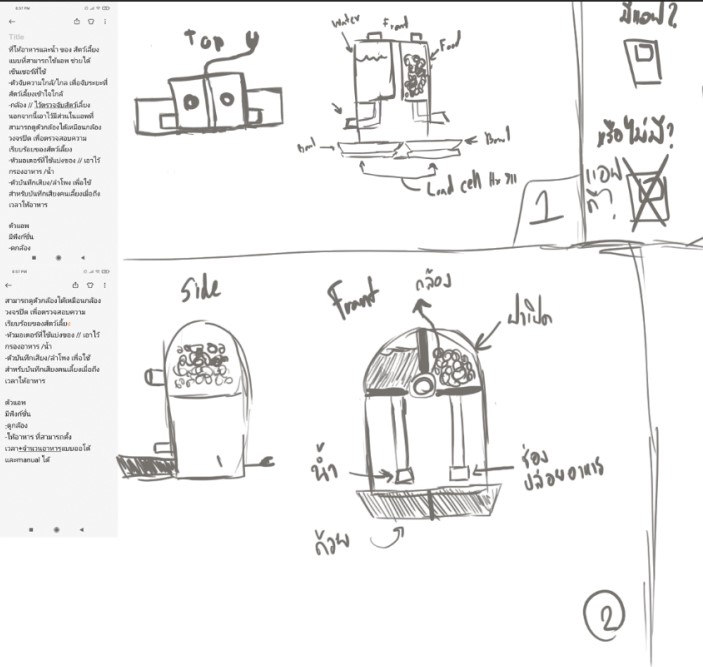 8:57 PM
Title
ที่ให้อาหารและน้ำ ของ สัตว์เลี้ยง
แบบที่สามารถใช้แอพ ช่วยได้
เซ็นเซอร์ที่ใช้
-ตัวจับความใกล้/ไกล เพื่อจับระยะที่
สัตว์เลี้ยงเข้าใจใกล้
-กล้อง // ไว้ตรวจจับสัตว์เลี้ยง
นอกจากนี้เอาไว้มีส่วนในแอพที่
สามารถดูตัวกล้องได้เหมือนกล้อง
วงจรปิด เพื่อตรวจสอบความ
เรียบร้อยของสัตว์เลี้ยง
-ตัวมอเตอร์ที่ใช้แบ่งของ // เอาไว้
กรองอาหาร /น้ำ
-ตัวบันทึกเสียง/ลำโพง เพื่อใช้
สำหรับบันทึกเสียงคนเลี้ยงเมื่อถึง
เวลาให้อาหาร
ตัวแอพ
มีฟังก์ชั่น
-ดูกล้อง
8:57 PM
สามารถดูตัวกล้องได้เหมือนกล้อง
วงจรปิด เพื่อตรวจสอบความ
เรียบร้อยของสัตว์เลี้ย
-ตัวมอเตอร์ที่ใช้แบ่งของ // เอาไว้
กรองอาหาร /น้ำ
-ตัวบันทึกเสียง/ลำโพง เพื่อใช้
สำหรับบันทึกเสียงคนเลี้ยงเมื่อถึง
เวลาให้อาหาร
ตัวแอพ
มีฟังก์ชั่น
-ดูกล้อง
-ให้อาหาร ที่สามารถตั้ง
เวลา+จำนวนอาหารแบบออโต้
และmanual ได้
Top
Front
Water
Food
Bowl
Bowl
Load cell Hx 711
1
มีแอพ?
หรือไม่มี?
แอพ
ดี?
Side
Front
กล้อง
ฝาเปิด
น้ำ
ช่อง
ปล่อยอาหาร
ถ้วย
2